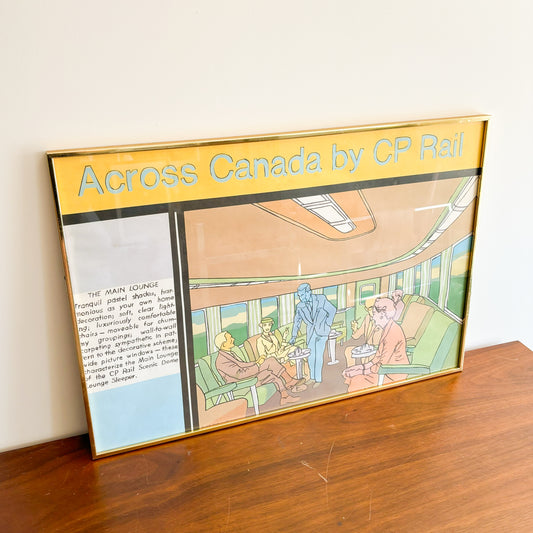 Across Canada by CP Rail
THE MAIN LOUNGE
Tranquil pastel shades, har-
monious as your own home
decoration; soft, clear light-
ing; luxuriously comfortable
chairs — moveable for chum-
my groupings; wall-to-wall
carpeting sympathetic in pat-
tern to the decorative scheme;
wide picture windows — these
characterize the Main Lounge
of the CP Rail Scenic Dome
Lounge Sleeper.